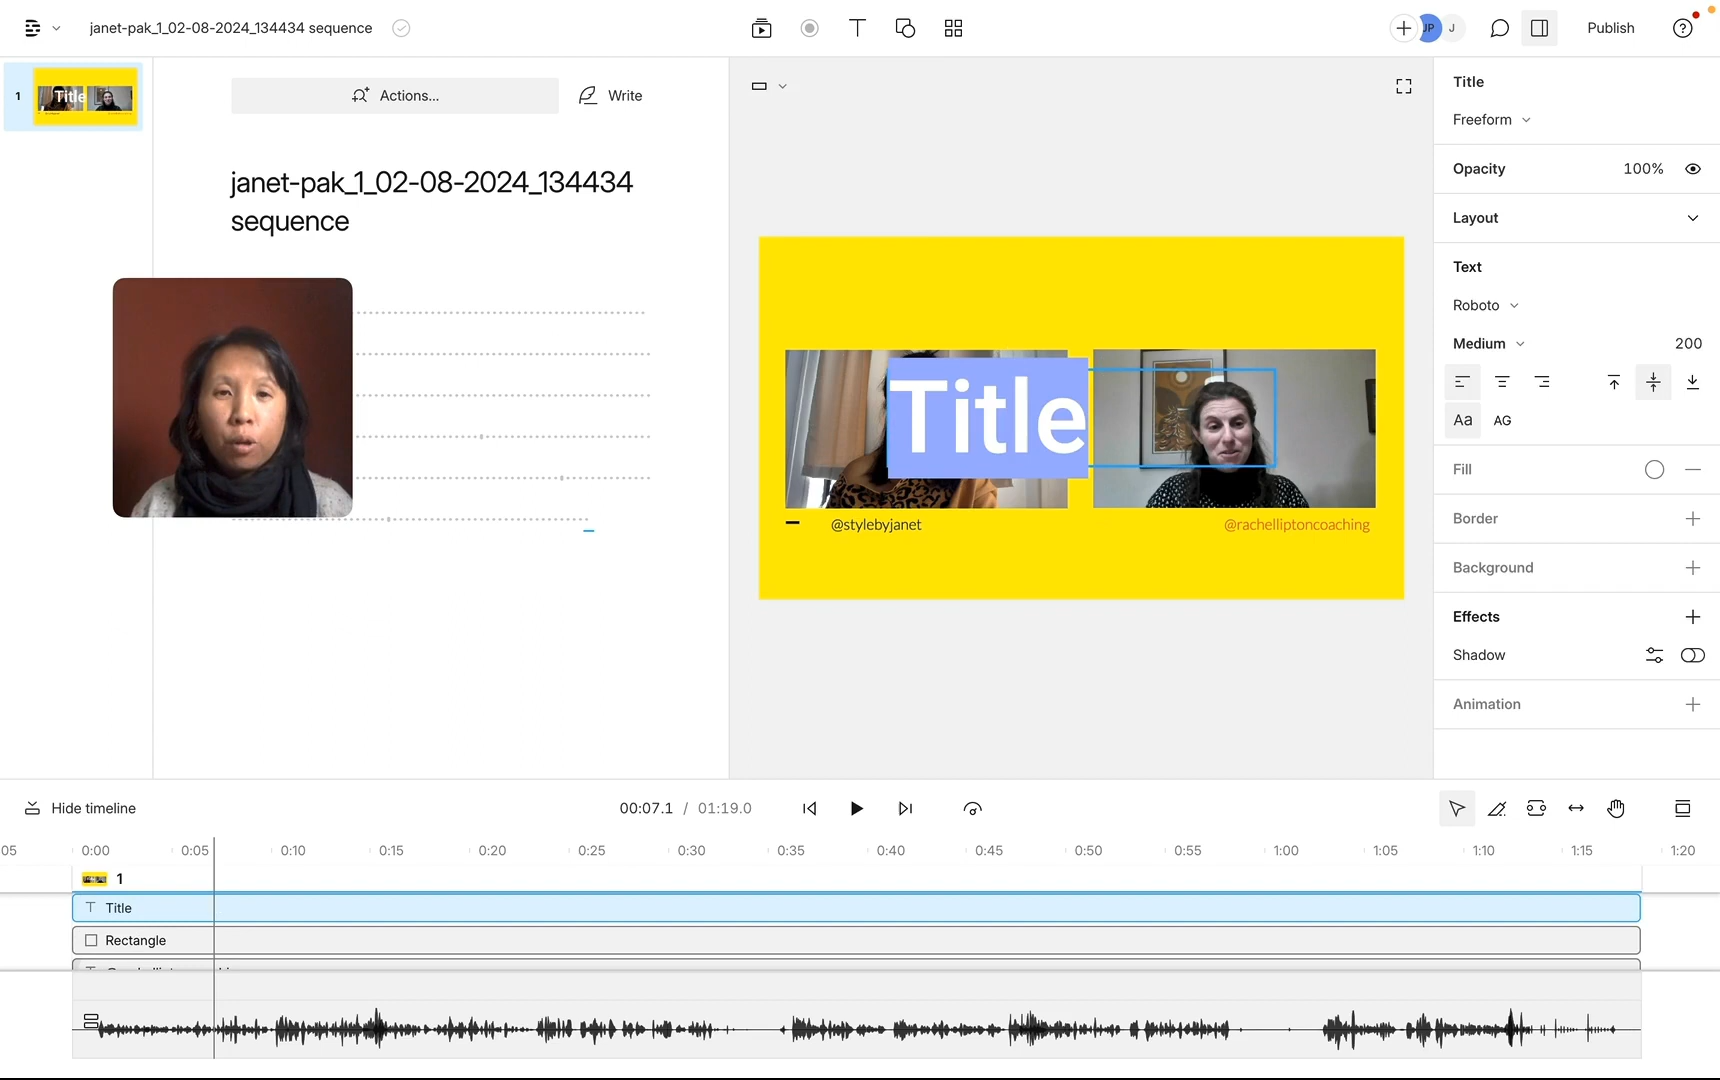 janet-pak_1_02-08-2024_134434 sequence
JP
J
Publish
1
Title
Actions...
Write
janet-pak_1_02-08-2024_134434
sequence
Title
@stylebyjanet
@rachelliptoncoaching
Title
Freeform
Opacity
100%
Layout
Text
Roboto
Medium
200
Aa
AG
Fill
Border
Background
Effects
Shadow
Animation
Hide timeline
00:07.1 / 01:19.0
05
0:00
0:05
0:10
0:15
0:20
0:25
0:30
0:35
0:40
0:45
0:50
0:55
1:00
1:05
1:10
1:15
1:20
1
Title
Rectangle